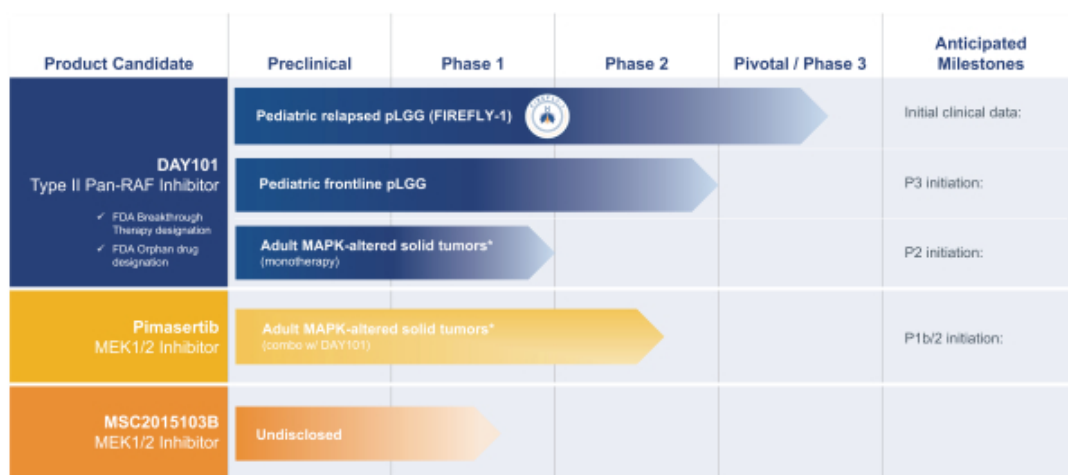 Product Candidate
Preclinical
Phase 1
Phase 2
Pivotal / Phase 3
Anticipated
Milestones
DAY101
Type II Pan-RAF Inhibitor
✓ FDA Breakthrough
Therapy designation
✓ FDA Orphan drug
designation
Pediatric relapsed pLGG (FIREFLY-1)
Initial clinical data:
Pediatric frontline pLGG
P3 initiation:
Adult MAPK-altered solid tumors*
(monotherapy)
P2 initiation:
Pimasertib
MEK1/2 Inhibitor
Adult MAPK-altered solid tumors*
(combo w/ DAY101)
P1b/2 initiation:
MSC2015103B
MEK1/2 Inhibitor
Undisclosed